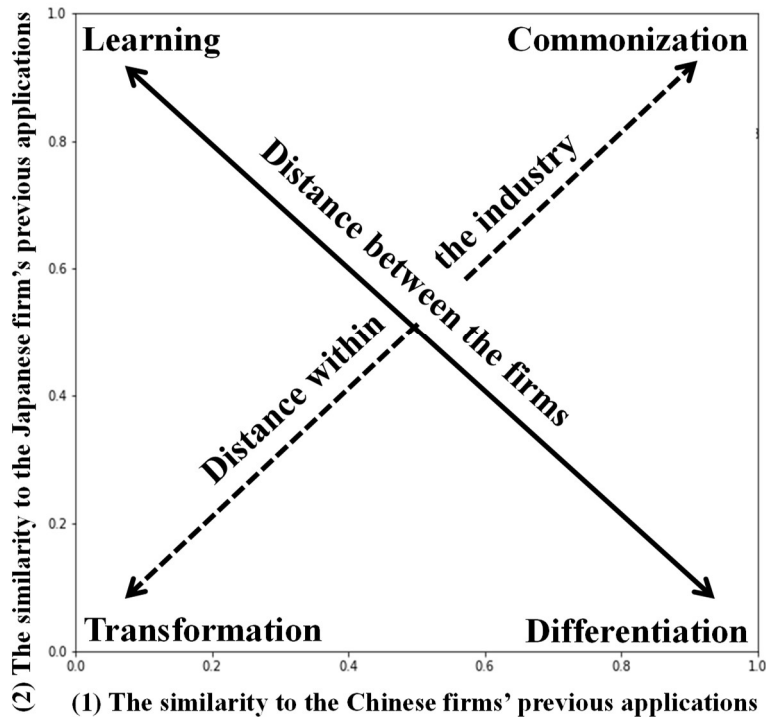 Learning
Commonization
Distance between the firms
the industry
Distance within
Transformation
Differentiation
1.0
0.8
0.6
0.4
0.2
0.0
0.0
0.2
0.4
0.6
0.8
1.0
(2) The similarity to the Japanese firm's previous applications
(1) The similarity to the Chinese firms' previous applications